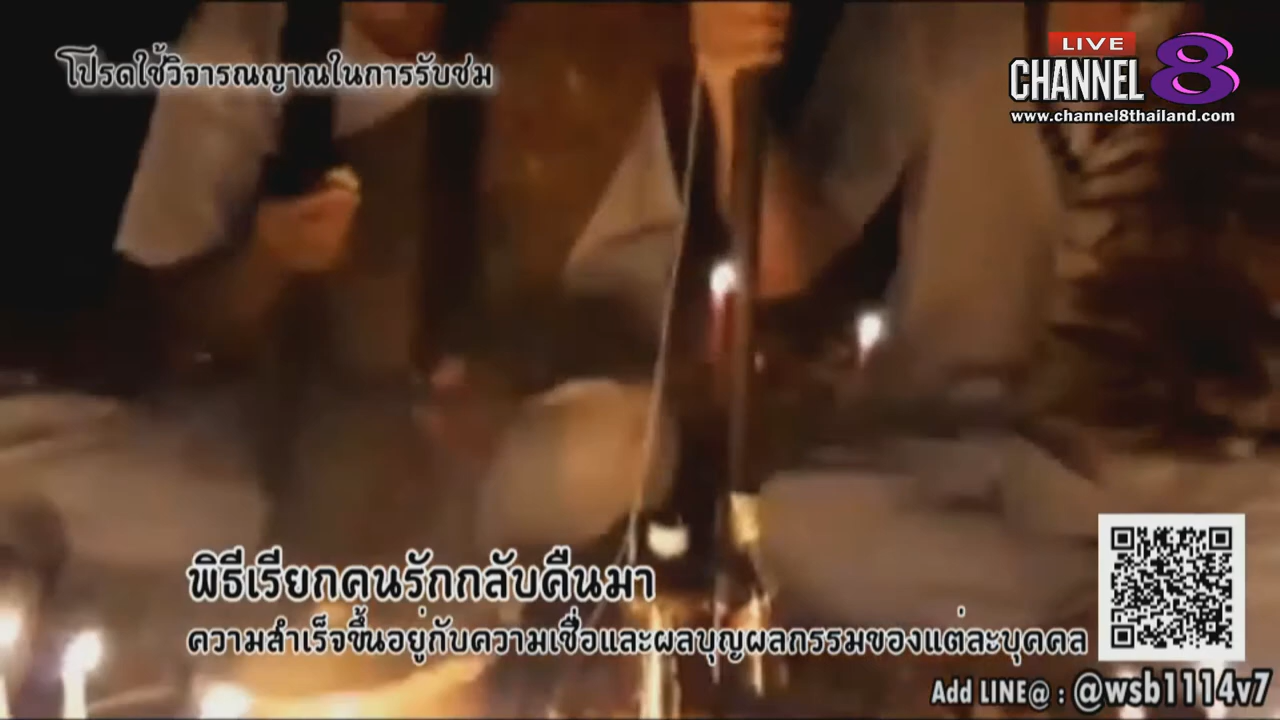 โปรดใช้วิจารณญาณในการรับชม
LIVE
CHANNEL 8
www.channel8thailand.com
พิธีเรียกคนรักกลับคืนมา
ความสำเร็จขึ้นอยู่กับความเชื่อและผลบุญผลกรรมของแต่ละบุคคล
Add LINE@ : @wsb1114v7